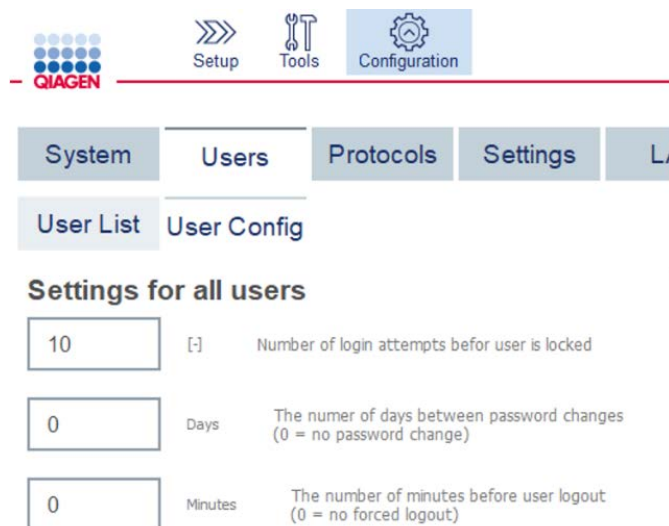 QIAGEN
Setup
Tools
Configuration
System
Users
Protocols
Settings
User List
User Config
Settings for all users
10
[-]
Number of login attempts befor user is locked
0
Days
The numer of days between password changes
(0 = no password change)
0
Minutes
The number of minutes before user logout
(0 = no forced logout)